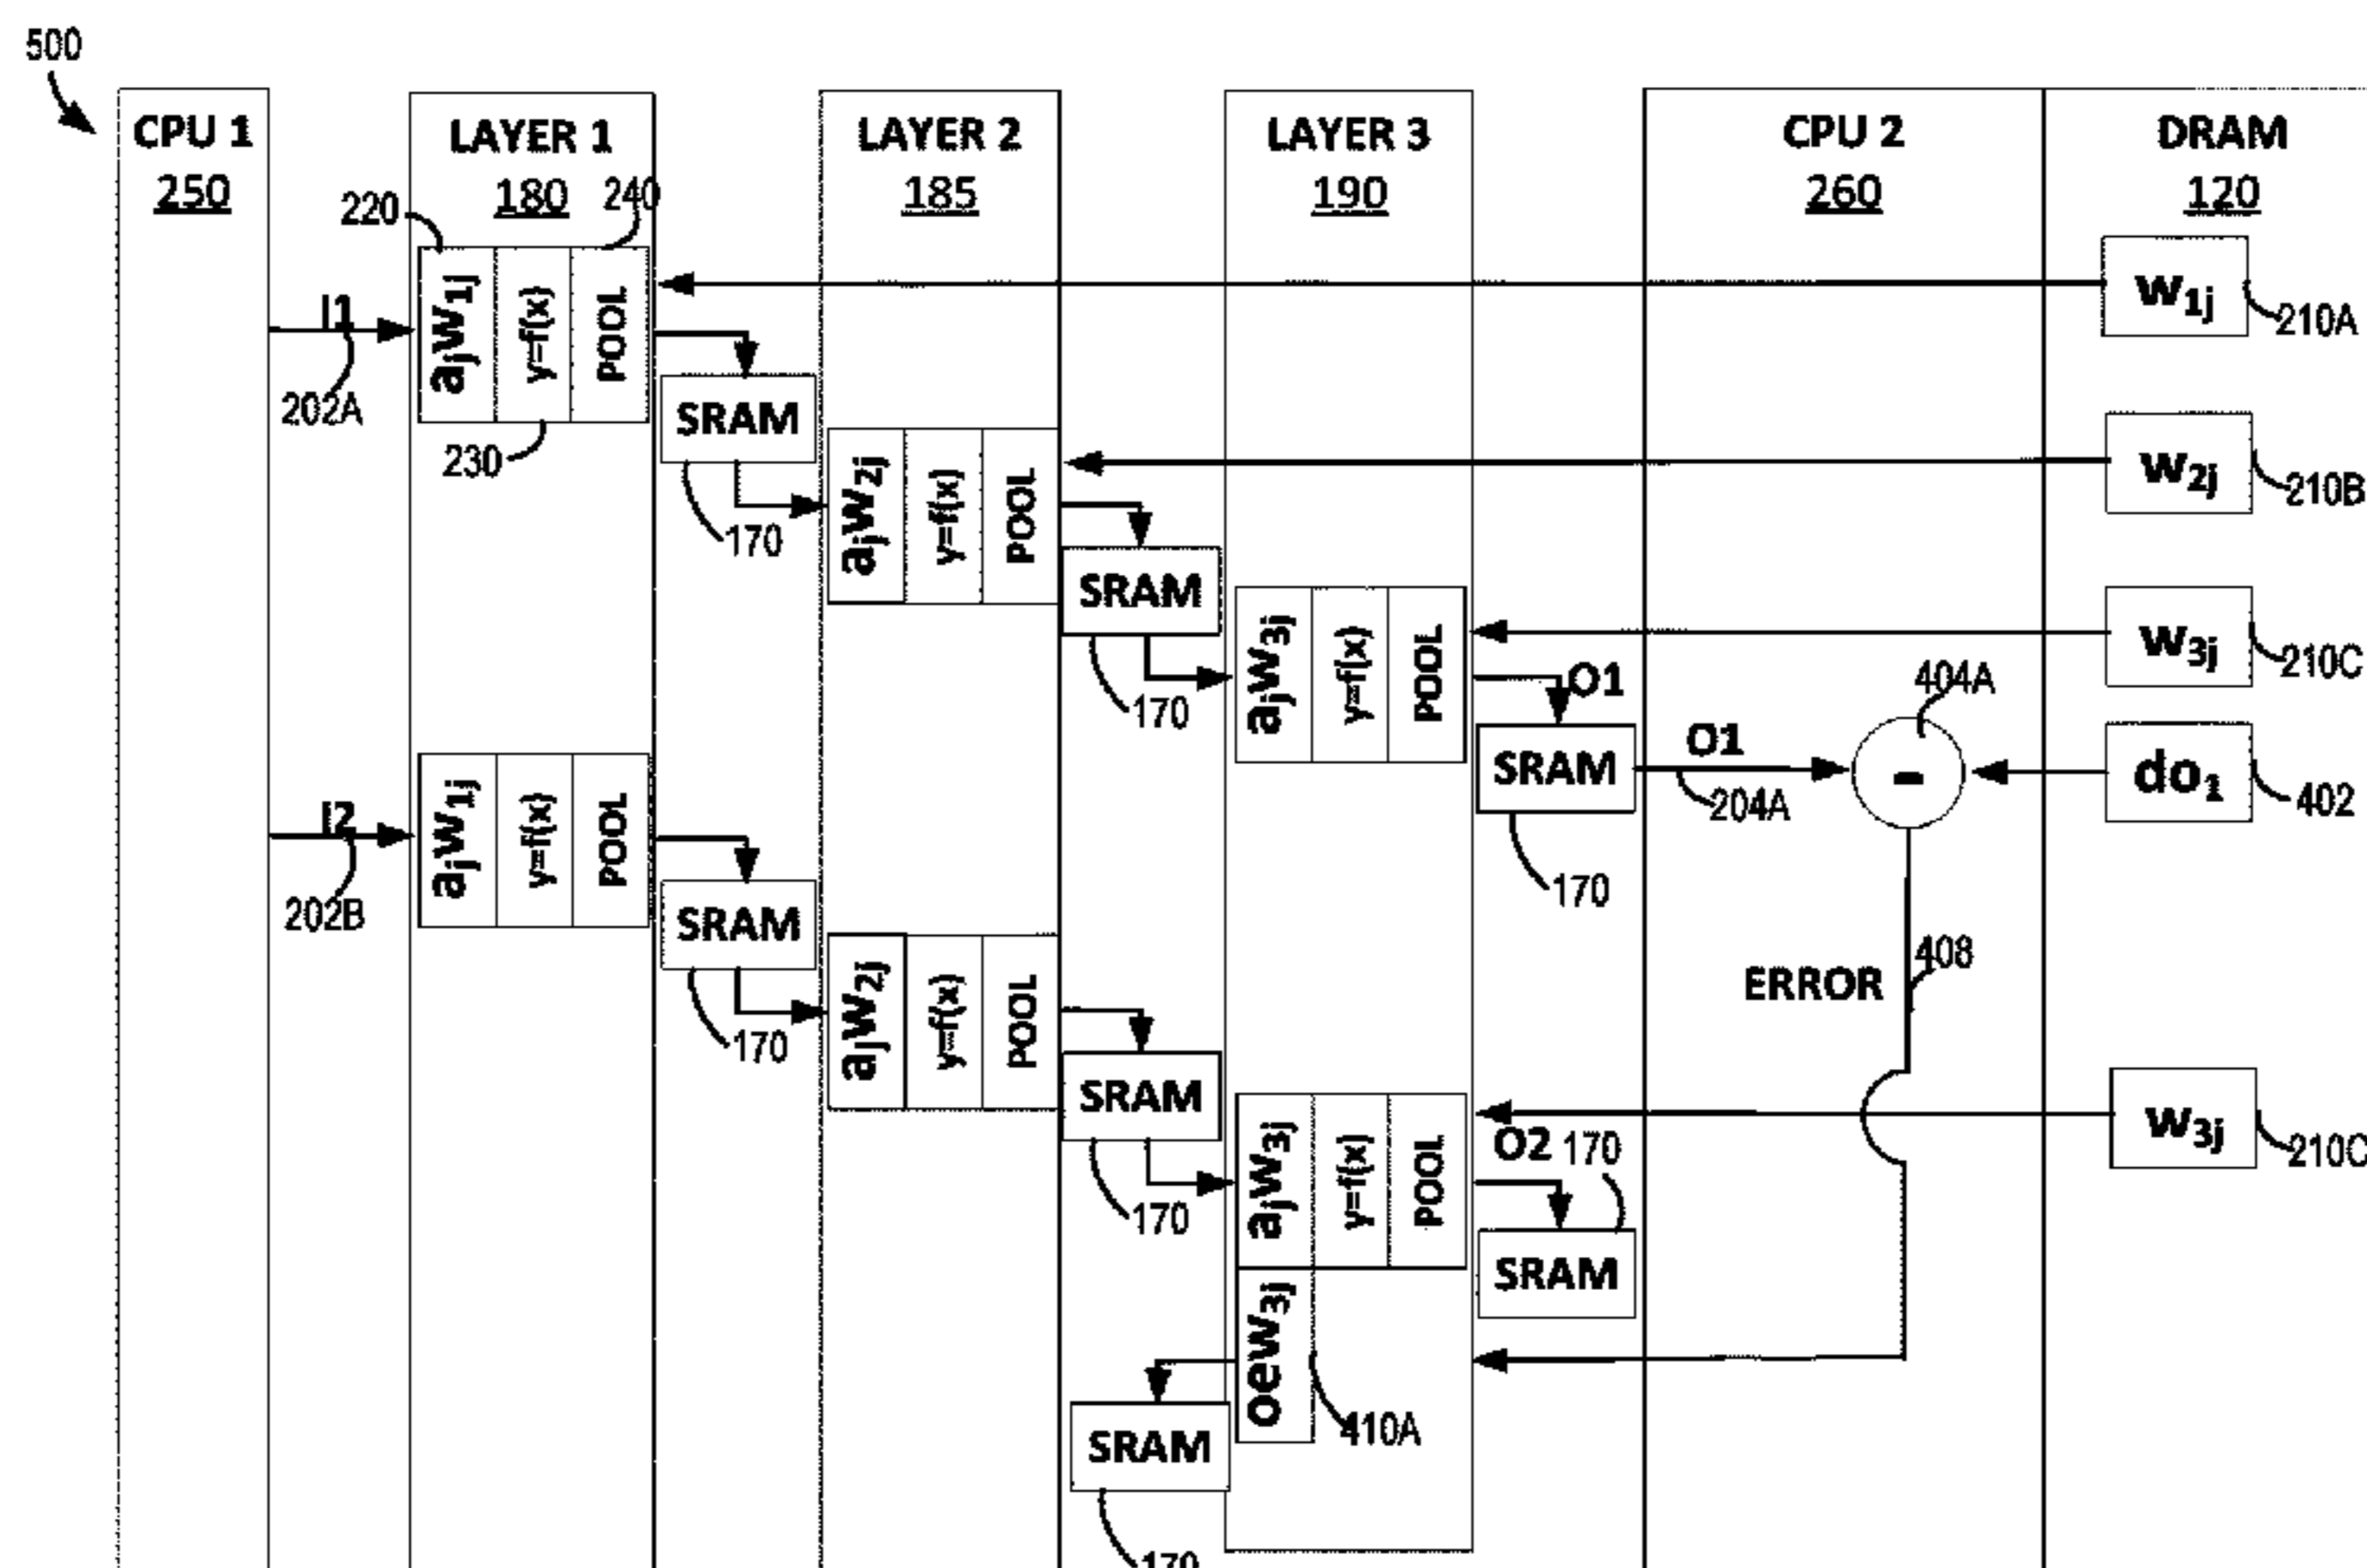 500
CPU 1
250
LAYER 1
180
LAYER 2
185
LAYER 3
190
CPU 2
260
DRAM
120
220
240
ajw1j
y=f(x)
POOL
w1j
210A
I1
202A
230
SRAM
170
ajw2j
y=f(x)
POOL
w2j
210B
SRAM
170
ajw3j
y=f(x)
POOL
w3j
210C
O1
SRAM
170
O1
204A
404A
-
do1
402
I2
202B
ajw1j
y=f(x)
POOL
SRAM
170
ajw2j
y=f(x)
POOL
ERROR
408
SRAM
170
ajw3j
y=f(x)
POOL
w3j
210C
O2
170
SRAM
oew3j
410A
SRAM
170